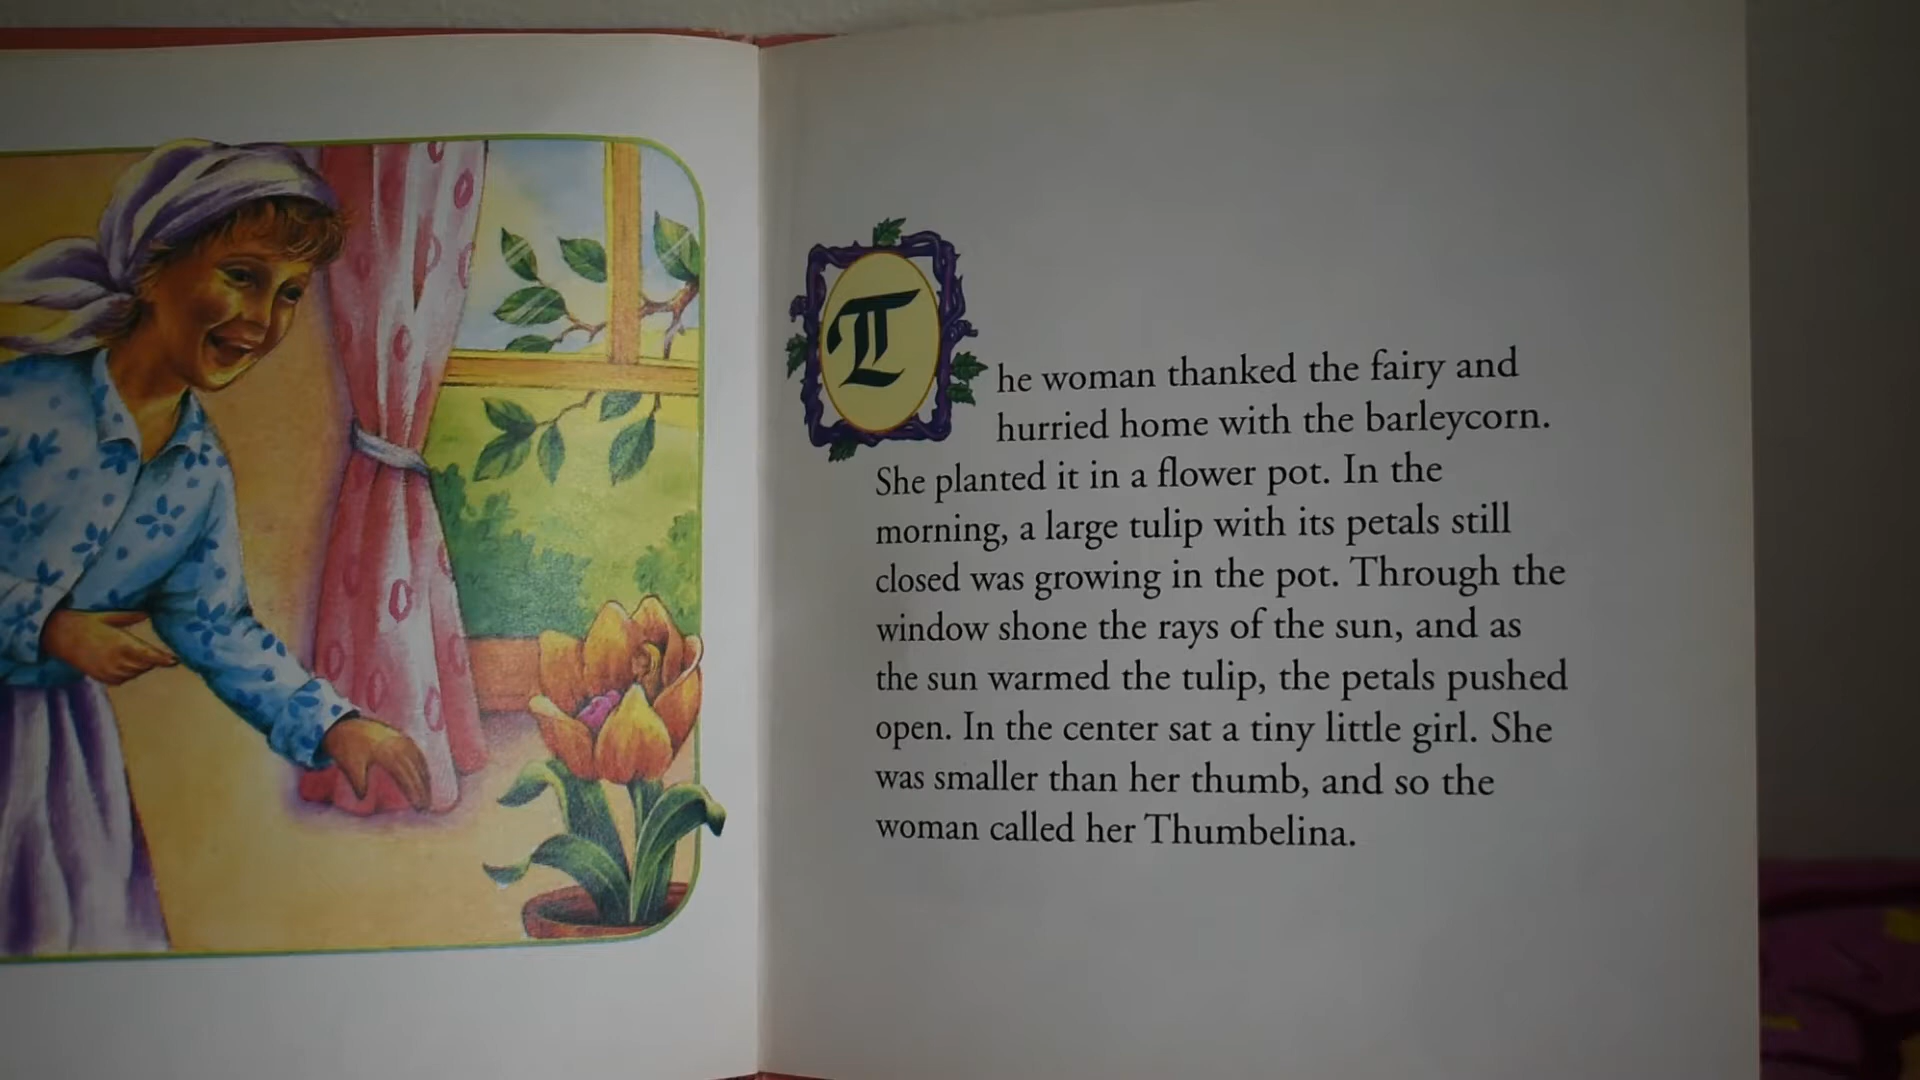 The woman thanked the fairy and
hurried home with the barleycorn.
She planted it in a flower pot. In the
morning, a large tulip with its petals still
closed was growing in the pot. Through the
window shone the rays of the sun, and as
the sun warmed the tulip, the petals pushed
open. In the center sat a tiny little girl. She
was smaller than her thumb, and so the
woman called her Thumbelina.